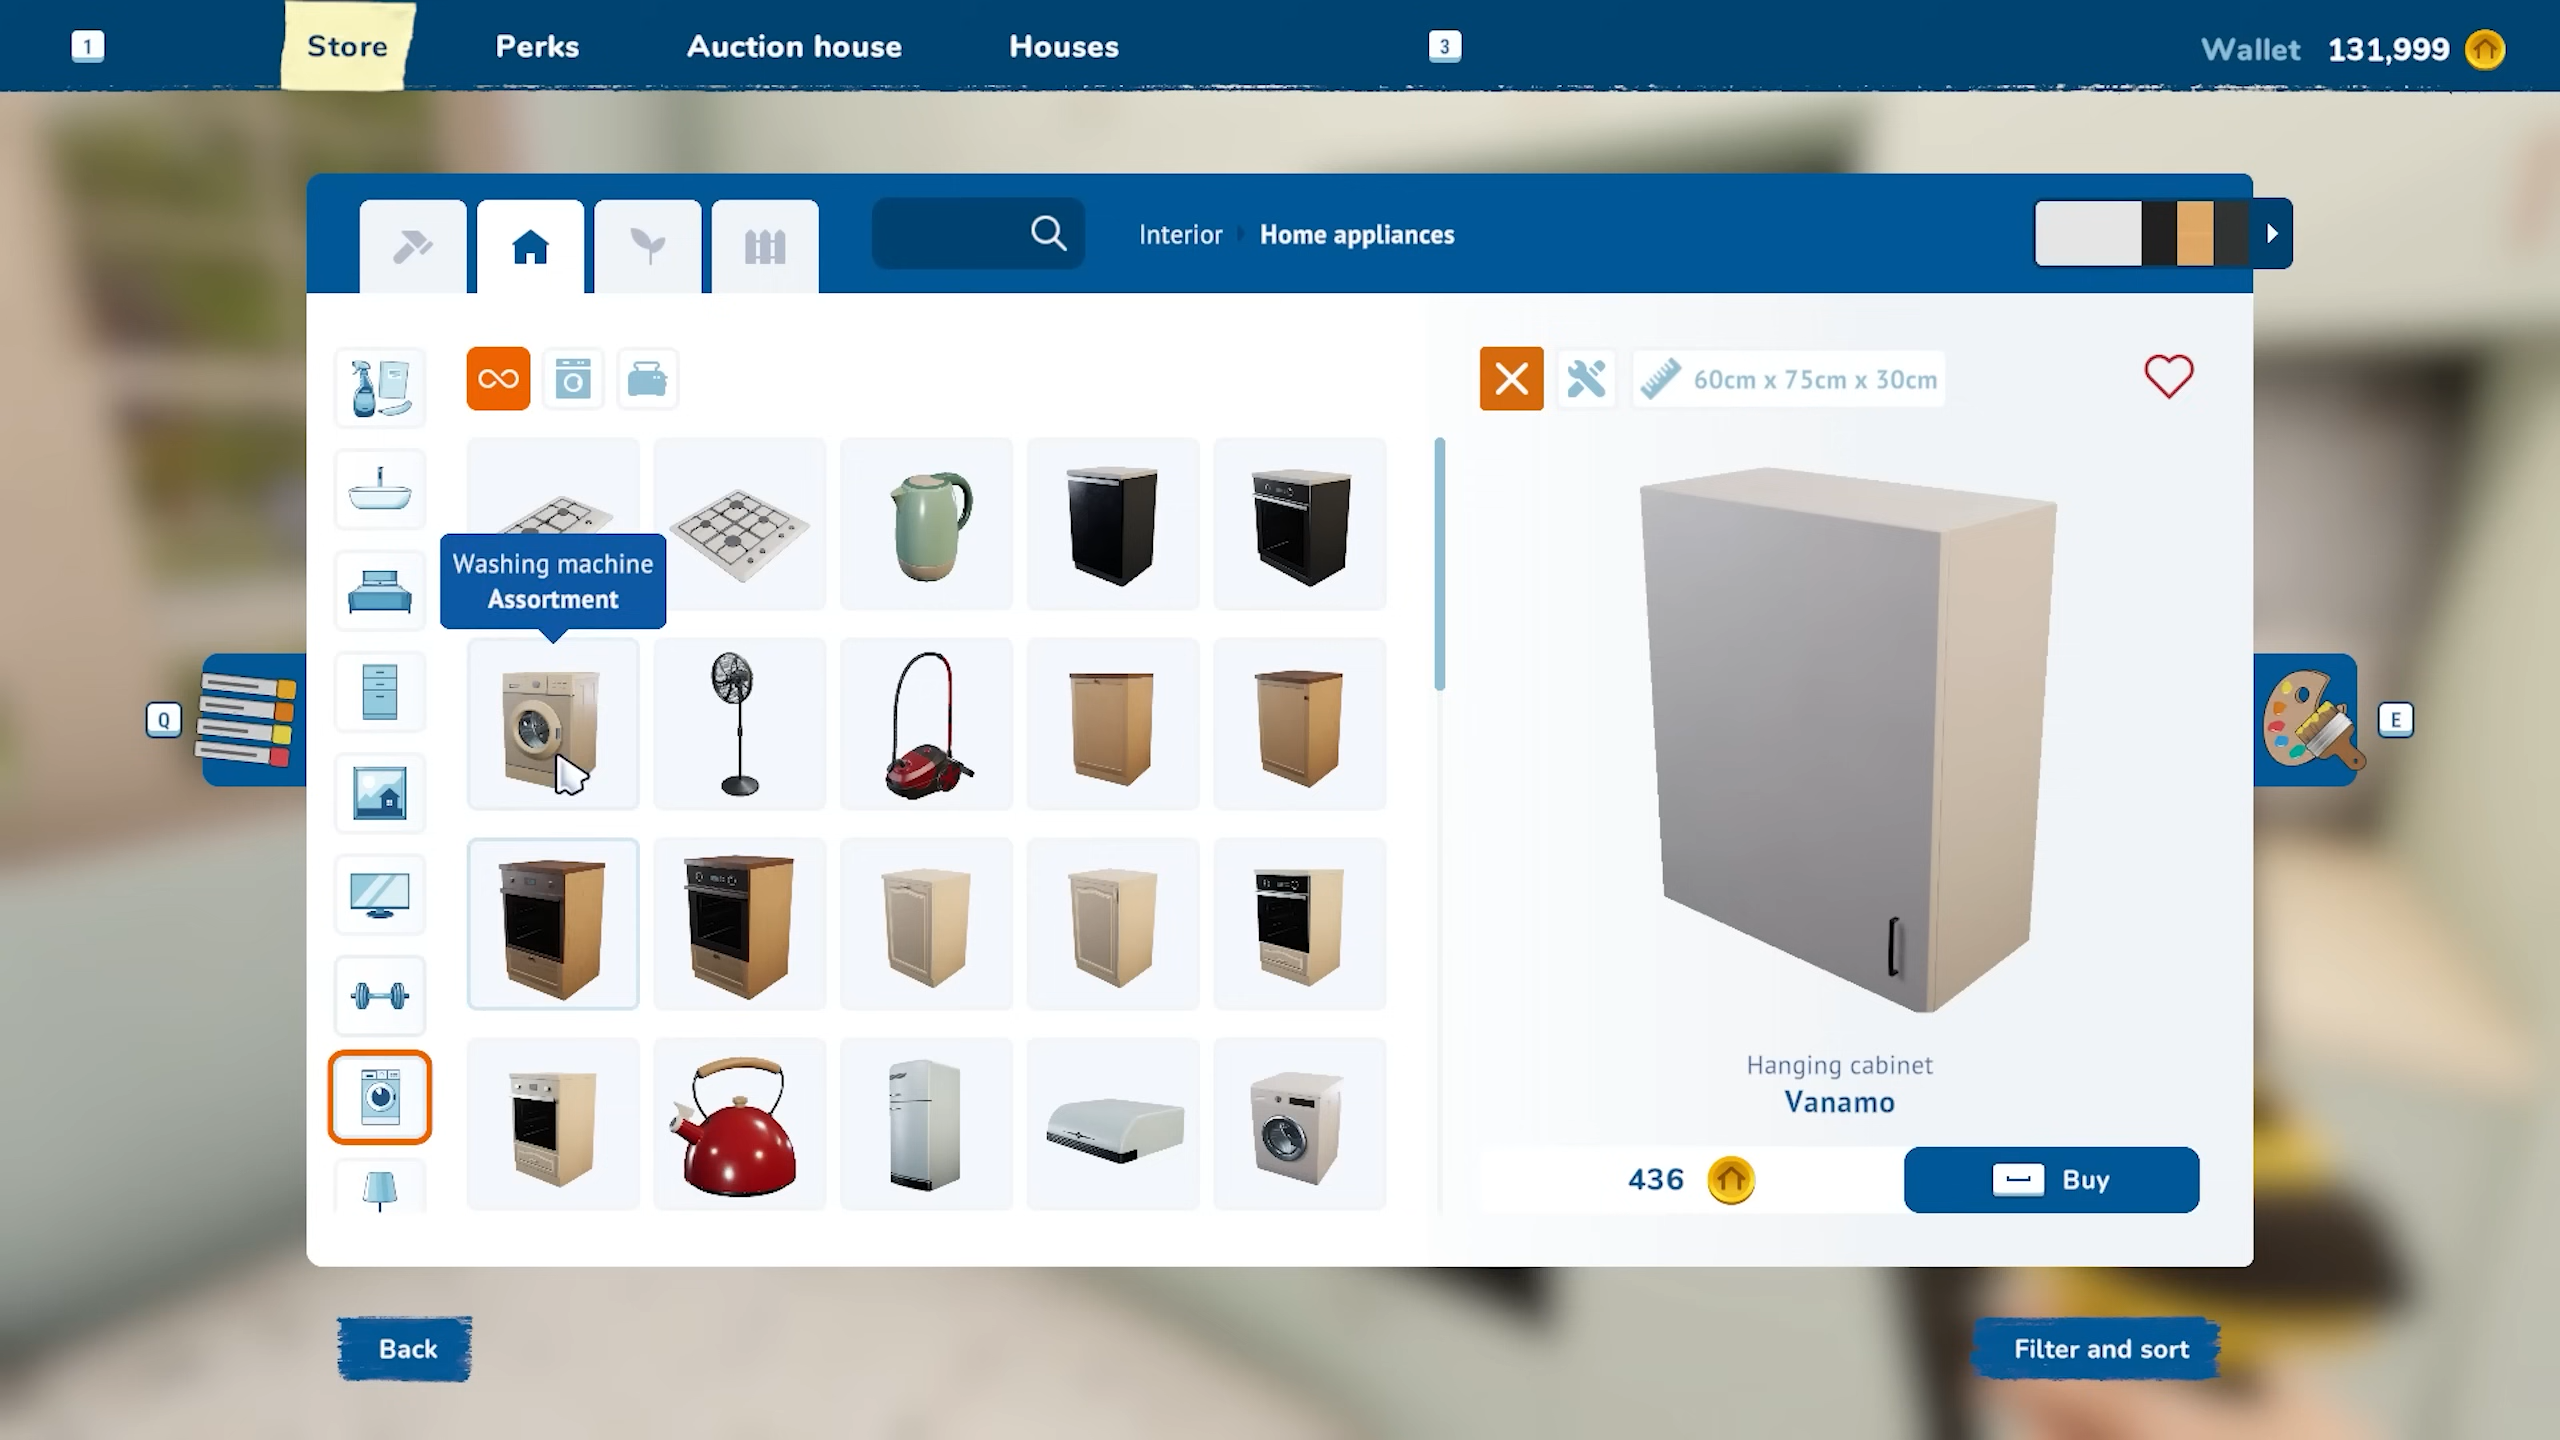 1
Store
Perks
Auction house
Houses
3
Wallet 131,999
Interior
Home appliances
60cm x 75cm x 30cm
Washing machine
Assortment
Q
E
Hanging cabinet
Vanamo
436
Buy
Back
Filter and sort